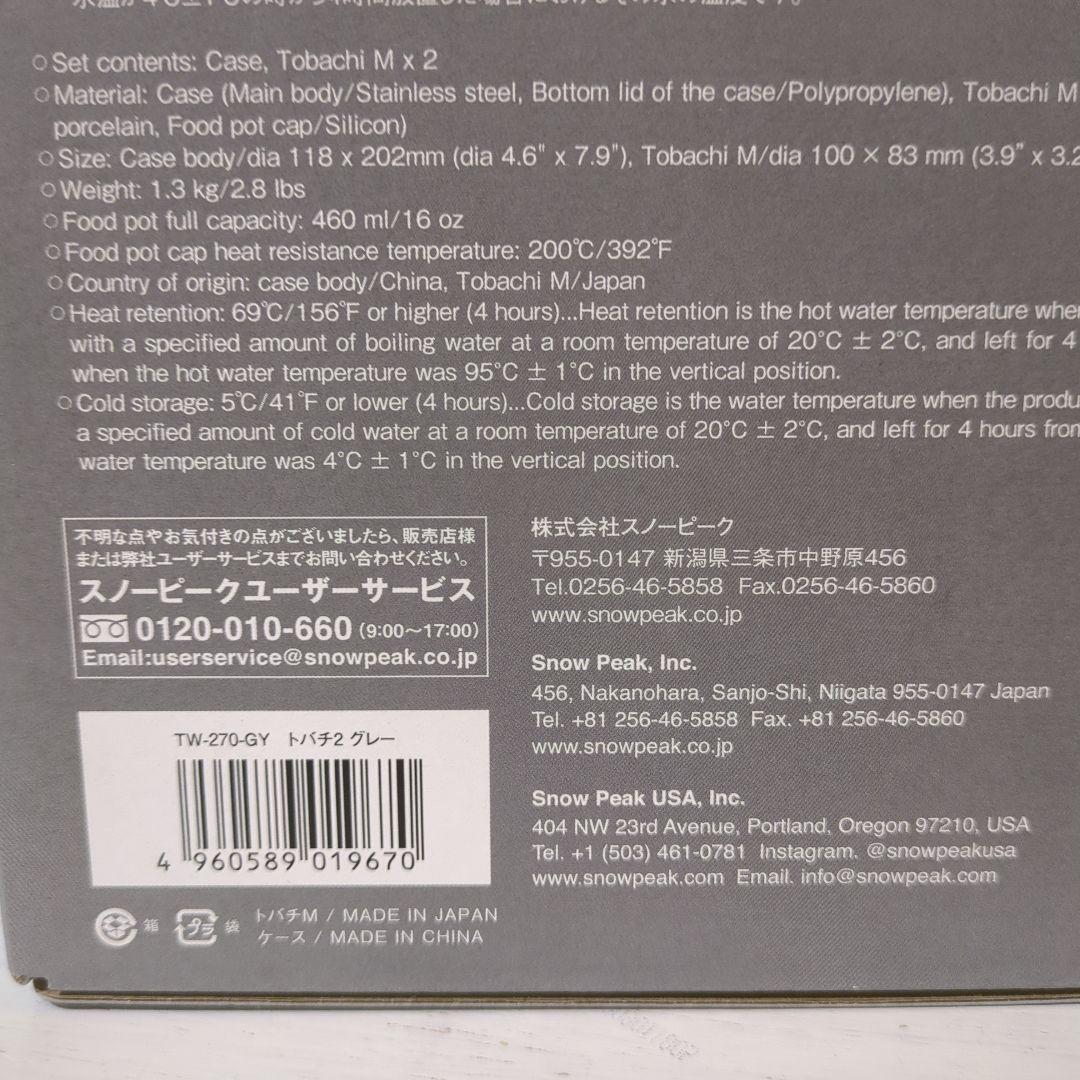 ○Set contents: Case, Tobachi M x 2
○Material: Case (Main body/Stainless steel, Bottom lid of the case/Polypropylene), Tobachi M
porcelain, Food pot cap/Silicon)
○Size: Case body/dia 118 x 202mm (dia 4.6" x 7.9"), Tobachi M/dia 100 × 83 mm (3.9" x 3.2
○Weight: 1.3 kg/2.8 lbs
○Food pot full capacity: 460 ml/16 oz
○Food pot cap heat resistance temperature: 200℃/392℉
○Country of origin: case body/China, Tobachi M/Japan
○Heat retention: 69℃/156℉ or higher (4 hours)...Heat retention is the hot water temperature when
with a specified amount of boiling water at a room temperature of 20°C ± 2°C, and left for 4
when the hot water temperature was 95°C ± 1°C in the vertical position.
○Cold storage: 5℃/41℉ or lower (4 hours)...Cold storage is the water temperature when the produ
a specified amount of cold water at a room temperature of 20°C ± 2°C, and left for 4 hours from
water temperature was 4°C ± 1°C in the vertical position.
不明な点やお気付きの点がございましたら、販売店様
または弊社ユーザーサービスまでお問い合わせください。
スノーピークユーザーサービス
0120-010-660 (9:00〜17:00)
Email:userservice@snowpeak.co.jp
株式会社スノーピーク
〒955-0147 新潟県三条市中野原456
Tel.0256-46-5858 Fax.0256-46-5860
www.snowpeak.co.jp
Snow Peak, Inc.
456, Nakanohara, Sanjo-Shi, Niigata 955-0147 Japan
Tel. +81 256-46-5858 Fax. +81 256-46-5860
www.snowpeak.co.jp
Snow Peak USA, Inc.
404 NW 23rd Avenue, Portland, Oregon 97210, USA
Tel. +1 (503) 461-0781 Instagram. @snowpeakusa
www.snowpeak.com Email. info@snowpeak.com
TW-270-GY トバチ2 グレー
4 960589 019670
箱 プラ 袋
トバチM / MADE IN JAPAN
ケース / MADE IN CHINA